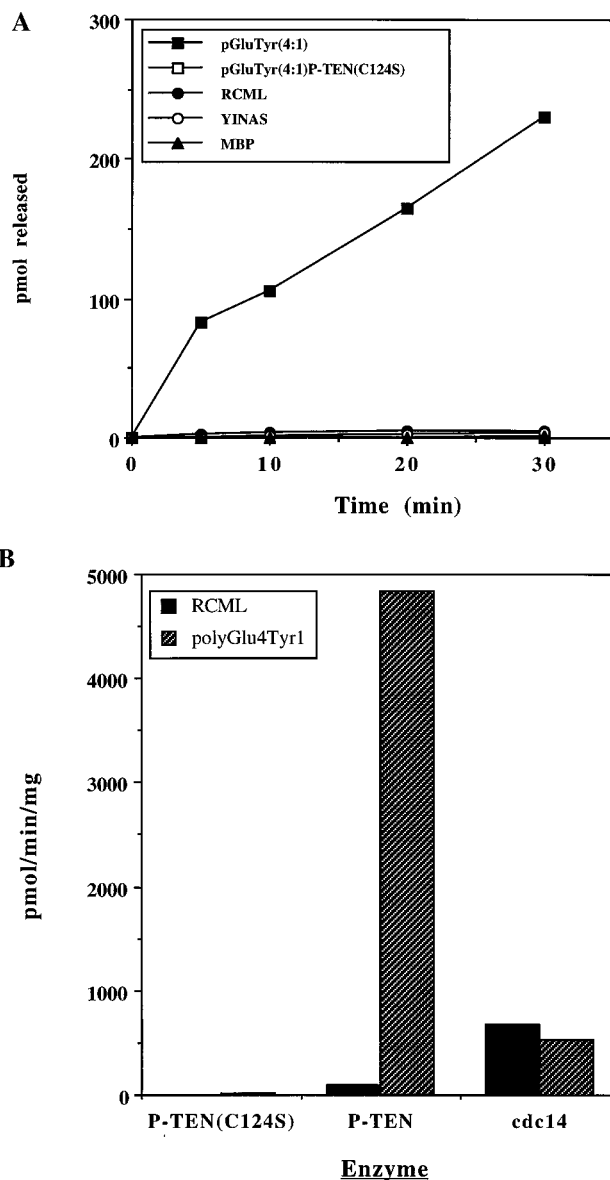 A
300
200
100
0
pmol released
pGluTyr(4:1)
pGluTyr(4:1)P-TEN(C124S)
RCML
YINAS
MBP
0 10 20 30
Time (min)
B
5000
4000
3000
2000
1000
0
pmol/min/mg
RCML
polyGlu4Tyr1
P-TEN(C124S) P-TEN cdc14
Enzyme